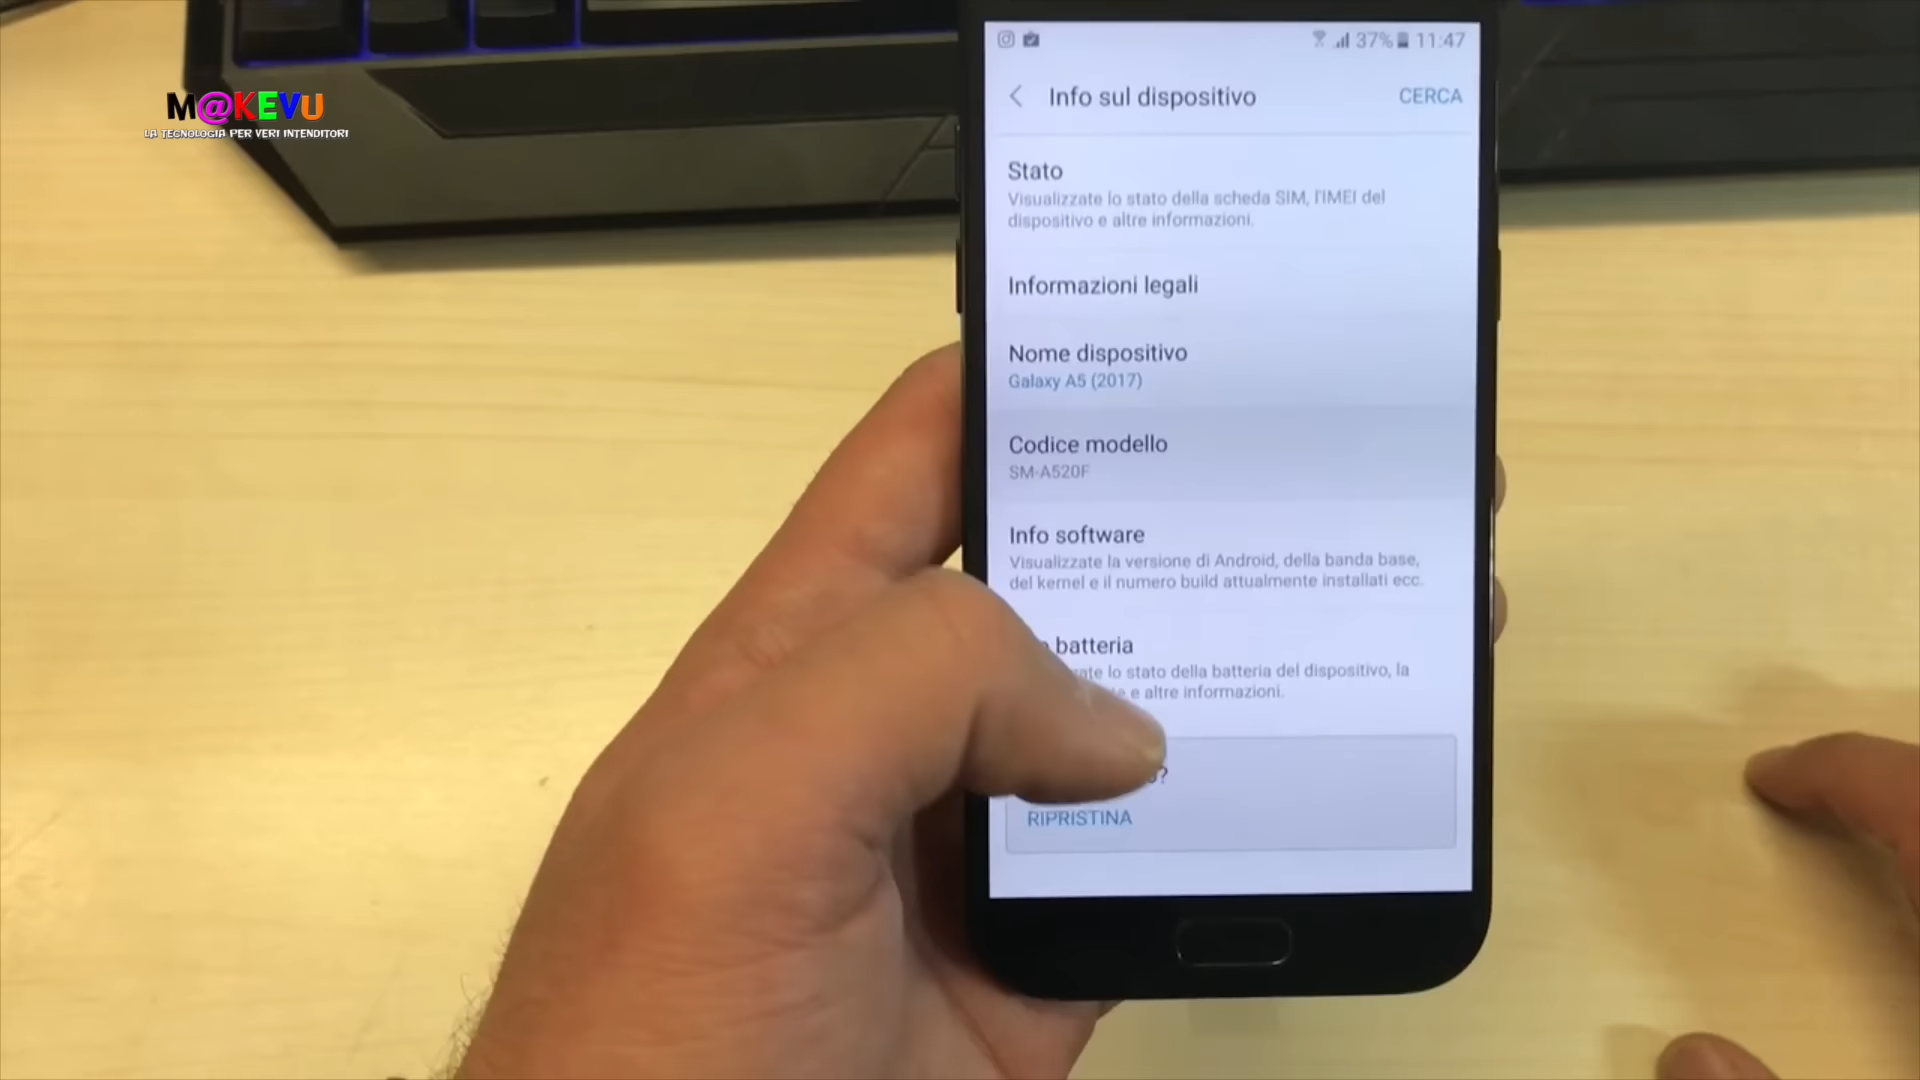 M@KEVU
LA TECNOLOGIA PER VERI INTENDITORI
37% 11:47
Info sul dispositivo
CERCA
Stato
Visualizzate lo stato della scheda SIM, l'IMEI del
dispositivo e altre informazioni.
Informazioni legali
Nome dispositivo
Galaxy A5 (2017)
Codice modello
SM-A520F
Info software
Visualizzate la versione di Android, della banda base,
del kernel e il numero build attualmente installati ecc.
batteria
lo stato della batteria del dispositivo, la
e altre informazioni.
RIPRISTINA